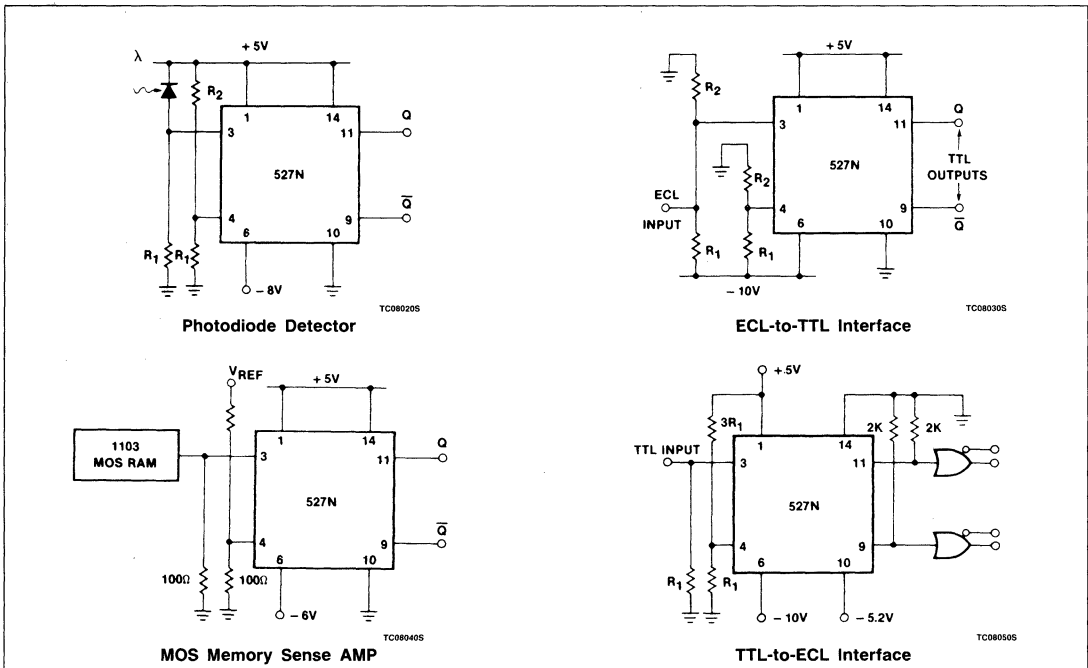 λ
+ 5V
R2
1
14
3
11
Q
527N
4
9
Q̅
6
10
R1
R1
– 8V
TC08020S
Photodiode Detector
+ 5V
R2
1
14
3
11
Q
527N
R2
TTL
OUTPUTS
ECL
INPUT
4
9
Q̅
6
10
R1
R1
– 10V
TC08030S
ECL-to-TTL Interface
VREF
+ 5V
1103
MOS RAM
1
14
3
11
Q
527N
4
9
Q̅
6
10
100Ω
100Ω
– 6V
TC08040S
MOS Memory Sense AMP
+ 5V
3R1
1
14
2K
2K
TTL INPUT
3
11
527N
4
9
6
10
R1
R1
– 10V
– 5.2V
TC08050S
TTL-to-ECL Interface